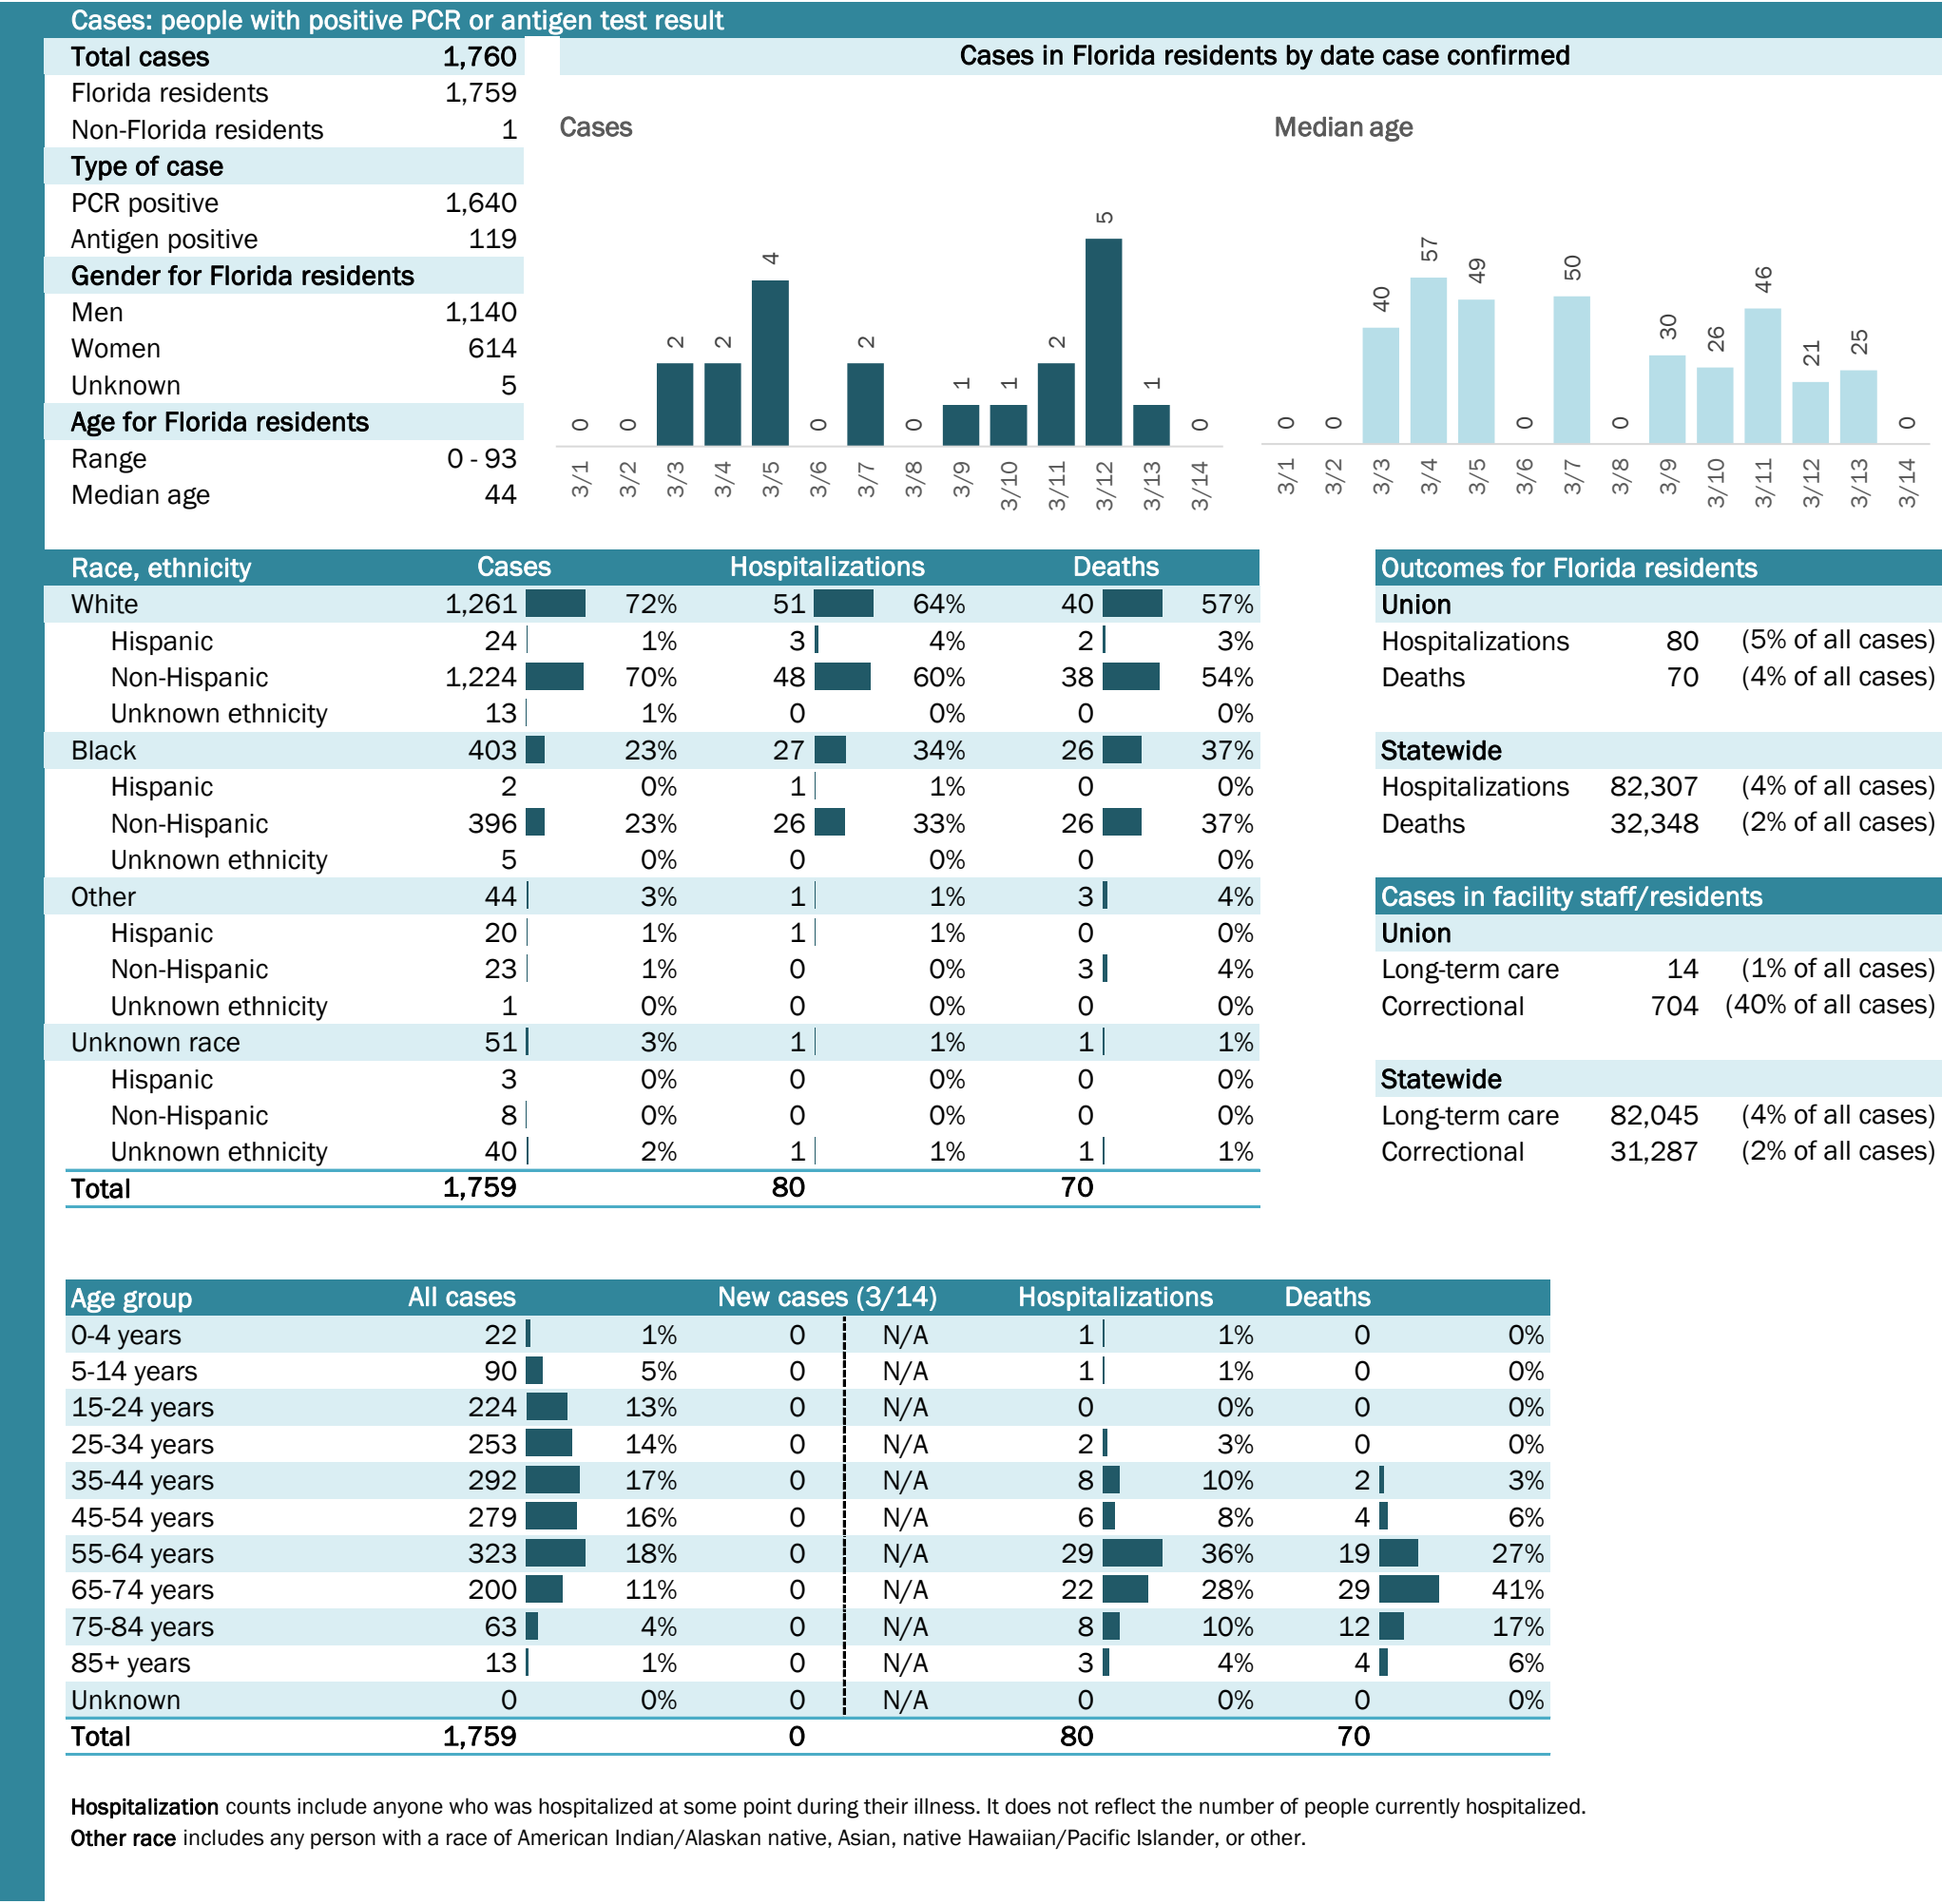 Cases: people with positive PCR or antigen test result
Total cases 1,760
Florida residents 1,759
Non-Florida residents 1
Type of case
PCR positive 1,640
Antigen positive 119
Gender for Florida residents
Men 1,140
Women 614
Unknown 5
Age for Florida residents
Range 0 - 93
Median age 44
Cases in Florida residents by date case confirmed
Cases
0 0 2 2 4 0 2 0 1 1 2 5 1 0
3/1 3/2 3/3 3/4 3/5 3/6 3/7 3/8 3/9 3/10 3/11 3/12 3/13 3/14
Median age
0 0 40 57 49 0 50 0 30 26 46 21 25 0
3/1 3/2 3/3 3/4 3/5 3/6 3/7 3/8 3/9 3/10 3/11 3/12 3/13 3/14
Race, ethnicity Cases Hospitalizations Deaths
White 1,261 72% 51 64% 40 57%
Hispanic 24 1% 3 4% 2 3%
Non-Hispanic 1,224 70% 48 60% 38 54%
Unknown ethnicity 13 1% 0 0% 0 0%
Black 403 23% 27 34% 26 37%
Hispanic 2 0% 1 1% 0 0%
Non-Hispanic 396 23% 26 33% 26 37%
Unknown ethnicity 5 0% 0 0% 0 0%
Other 44 3% 1 1% 3 4%
Hispanic 20 1% 1 1% 0 0%
Non-Hispanic 23 1% 0 0% 3 4%
Unknown ethnicity 1 0% 0 0% 0 0%
Unknown race 51 3% 1 1% 1 1%
Hispanic 3 0% 0 0% 0 0%
Non-Hispanic 8 0% 0 0% 0 0%
Unknown ethnicity 40 2% 1 1% 1 1%
Total 1,759 80 70
Outcomes for Florida residents
Union
Hospitalizations 80 (5% of all cases)
Deaths 70 (4% of all cases)
Statewide
Hospitalizations 82,307 (4% of all cases)
Deaths 32,348 (2% of all cases)
Cases in facility staff/residents
Union
Long-term care 14 (1% of all cases)
Correctional 704 (40% of all cases)
Statewide
Long-term care 82,045 (4% of all cases)
Correctional 31,287 (2% of all cases)
Age group All cases New cases (3/14) Hospitalizations Deaths
0-4 years 22 1% 0 N/A 1 1% 0 0%
5-14 years 90 5% 0 N/A 1 1% 0 0%
15-24 years 224 13% 0 N/A 0 0% 0 0%
25-34 years 253 14% 0 N/A 2 3% 0 0%
35-44 years 292 17% 0 N/A 8 10% 2 3%
45-54 years 279 16% 0 N/A 6 8% 4 6%
55-64 years 323 18% 0 N/A 29 36% 19 27%
65-74 years 200 11% 0 N/A 22 28% 29 41%
75-84 years 63 4% 0 N/A 8 10% 12 17%
85+ years 13 1% 0 N/A 3 4% 4 6%
Unknown 0 0% 0 N/A 0 0% 0 0%
Total 1,759 0 80 70
Hospitalization counts include anyone who was hospitalized at some point during their illness. It does not reflect the number of people currently hospitalized.
Other race includes any person with a race of American Indian/Alaskan native, Asian, native Hawaiian/Pacific Islander, or other.